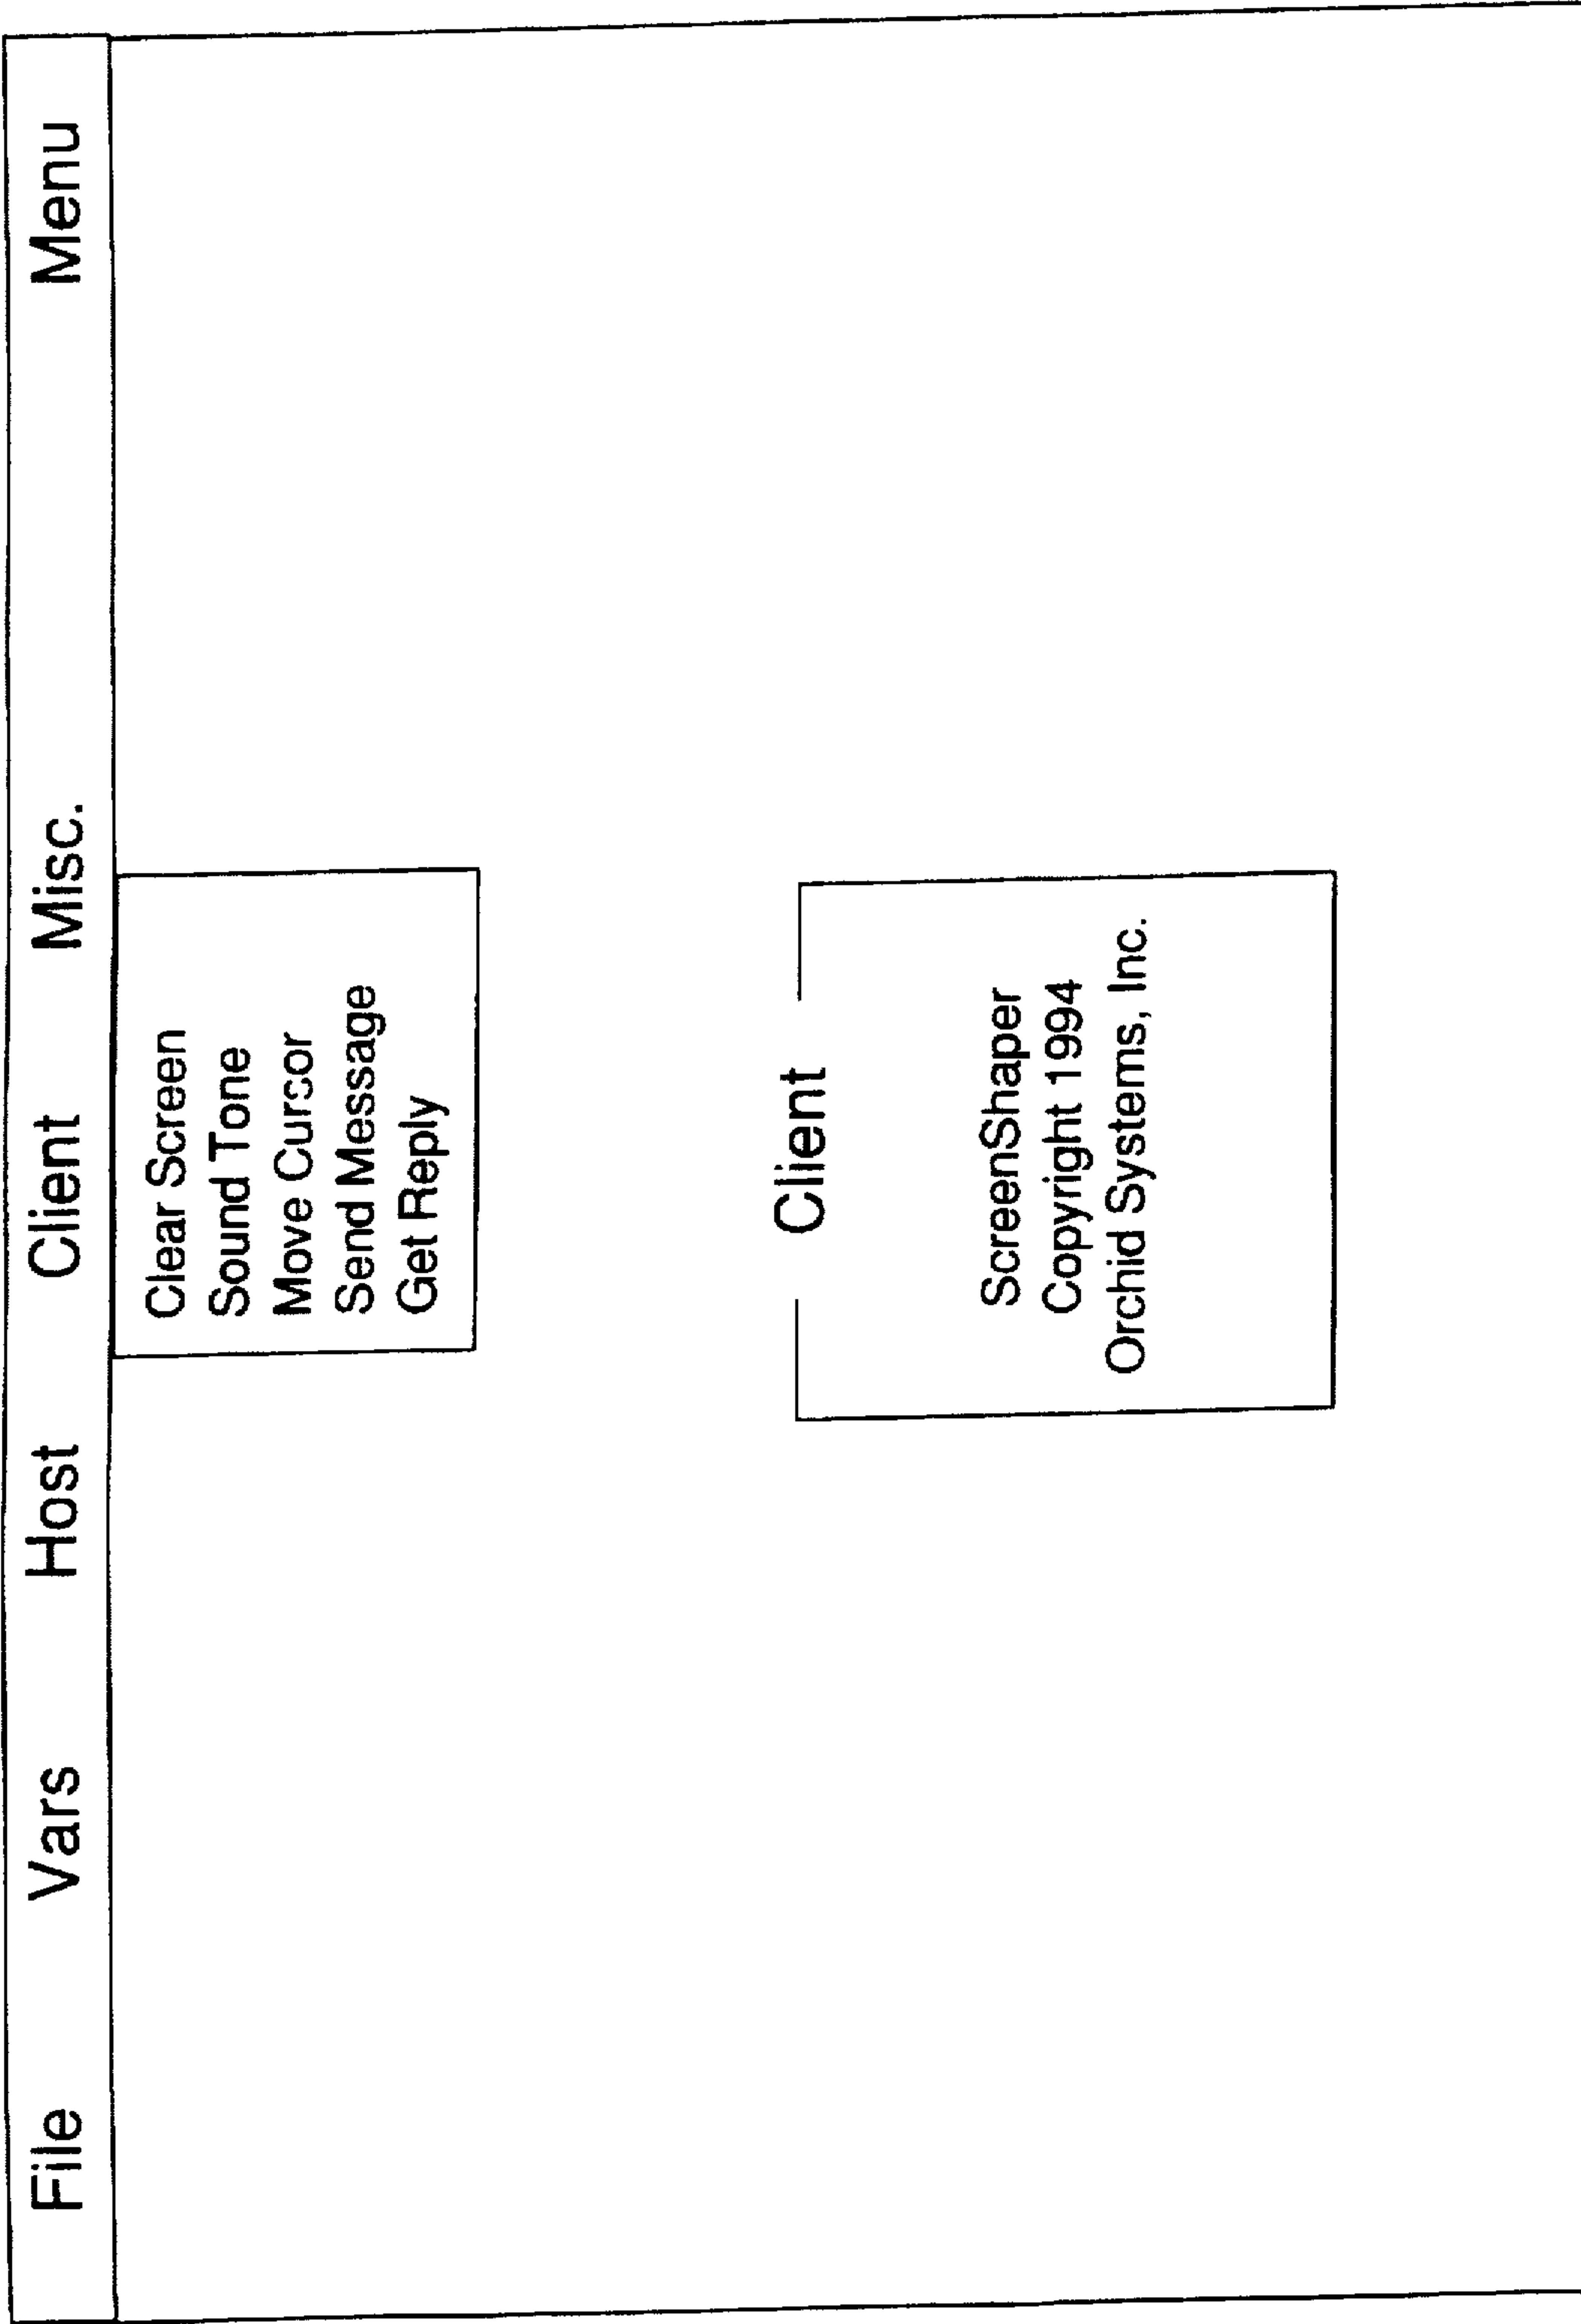 File Vars Host Client Misc. Menu
Clear Screen
Sound Tone
Move Cursor
Send Message
Get Reply
Client
ScreenShaper
Copyright 1994
Orchid Systems, Inc.